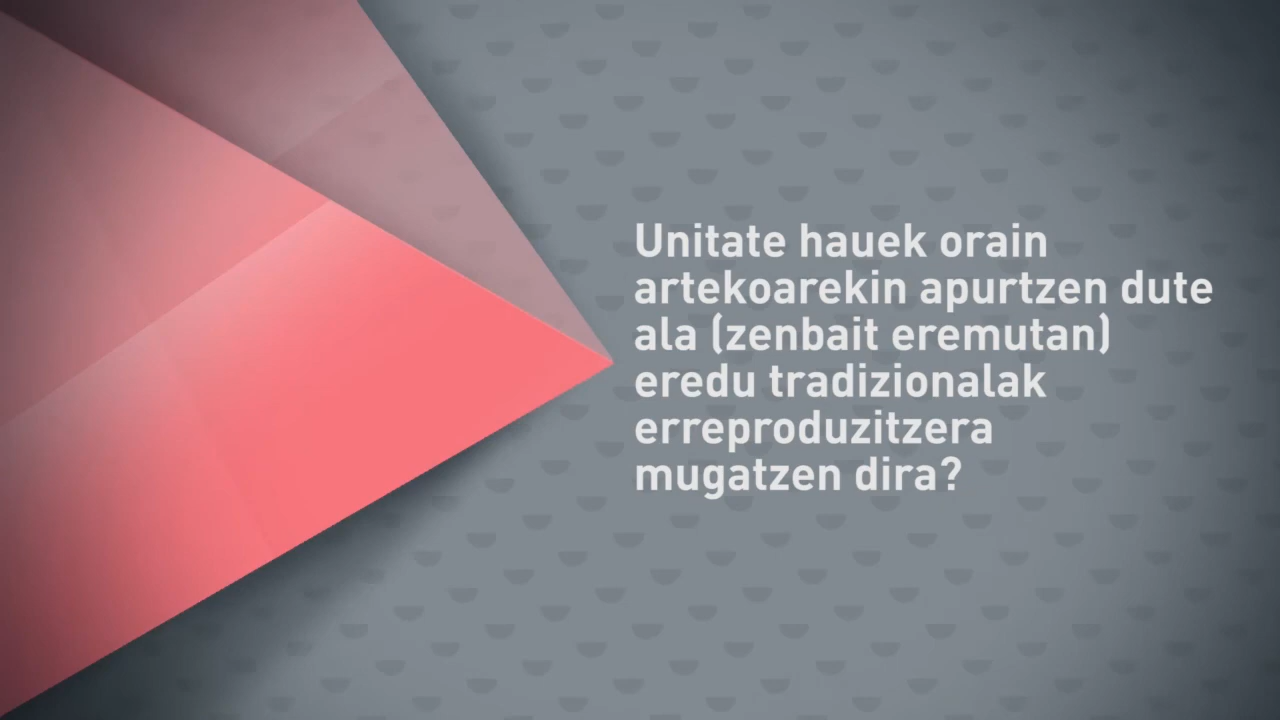 Unitate hauek orain
artekoarekin apurtzen dute
ala (zenbait eremutan)
eredu tradizionalak
erreproduzitzera
mugatzen dira?